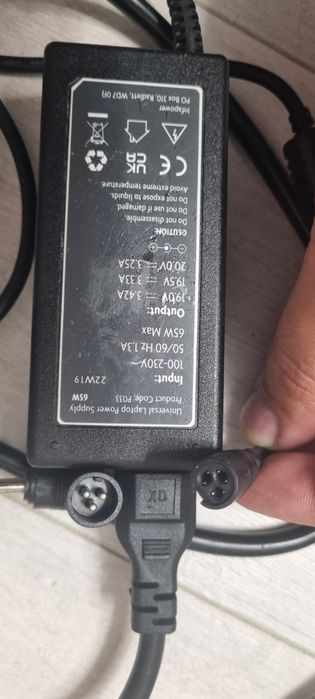 Universal Laptop Power Supply
Product Code: P033 65W
Input: 22W19
100-230V~
50/60 Hz 1.3A
65W Max
Output:
19.0V 3.42A
19.5V 3.33A
20.0V 3.25A
CAUTION:
Do not disassemble.
Do not use if damaged.
Do not expose to liquids.
Avoid extreme temperature.
CE UK CA
Infapower
PO Box 310, Radlett, WD7 0FJ
XD